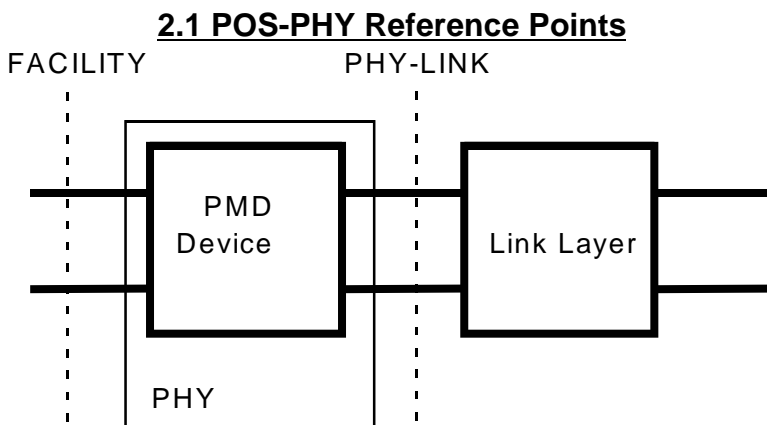 2.1 POS-PHY Reference Points
FACILITY PHY-LINK
PMD
Device
Link Layer
PHY